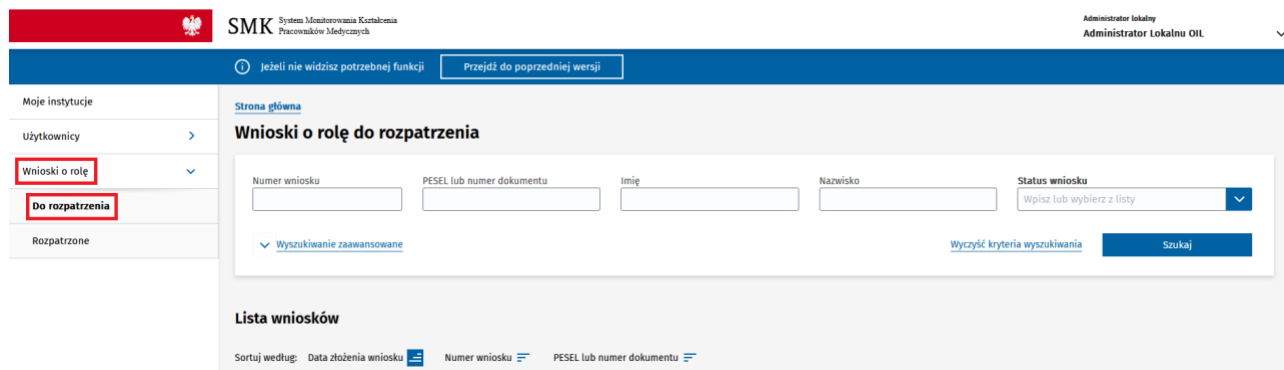 SMK System Monitorowania Kształcenia
Pracowników Medycznych
Administrator lokalny
Administrator Lokalnu OIL
Jeżeli nie widzisz potrzebnej funkcji
Przejdź do poprzedniej wersji
Moje instytucje
Użytkownicy
Wnioski o rolę
Do rozpatrzenia
Rozpatrzone
Strona główna
Wnioski o rolę do rozpatrzenia
Numer wniosku
PESEL lub numer dokumentu
Imię
Nazwisko
Status wniosku
Wpisz lub wybierz z listy
Wyszukiwanie zaawansowane
Wyczyść kryteria wyszukiwania
Szukaj
Lista wniosków
Sortuj według: Data złożenia wniosku Numer wniosku PESEL lub numer dokumentu